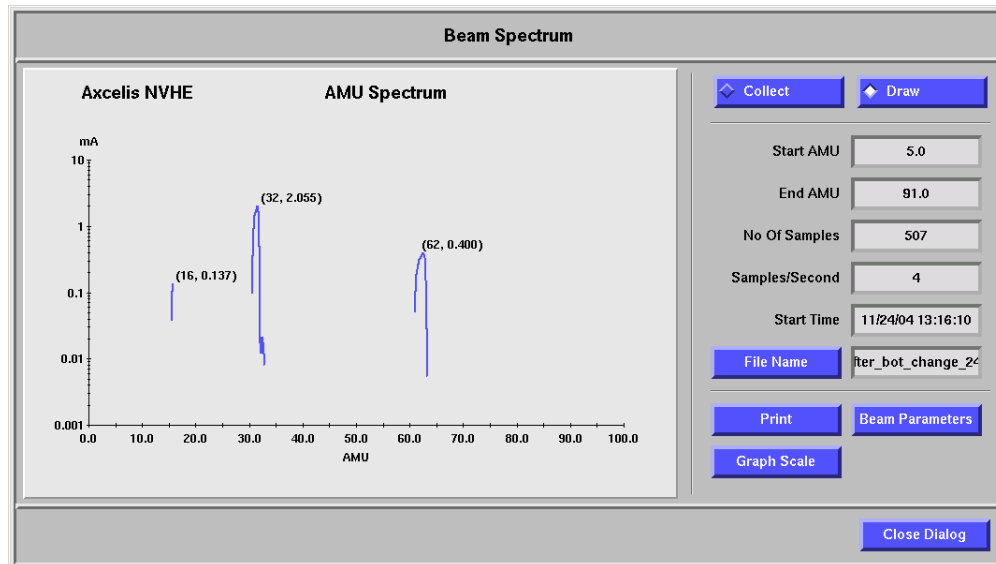 Beam Spectrum
Axcelis NVHE
AMU Spectrum
mA
10
1
0.1
0.01
0.001
(16, 0.137)
(32, 2.055)
(62, 0.400)
0.0 10.0 20.0 30.0 40.0 50.0 60.0 70.0 80.0 90.0 100.0
AMU
Collect
Draw
Start AMU 5.0
End AMU 91.0
No Of Samples 507
Samples/Second 4
Start Time 11/24/04 13:16:10
File Name fter_bot_change_24
Print
Beam Parameters
Graph Scale
Close Dialog